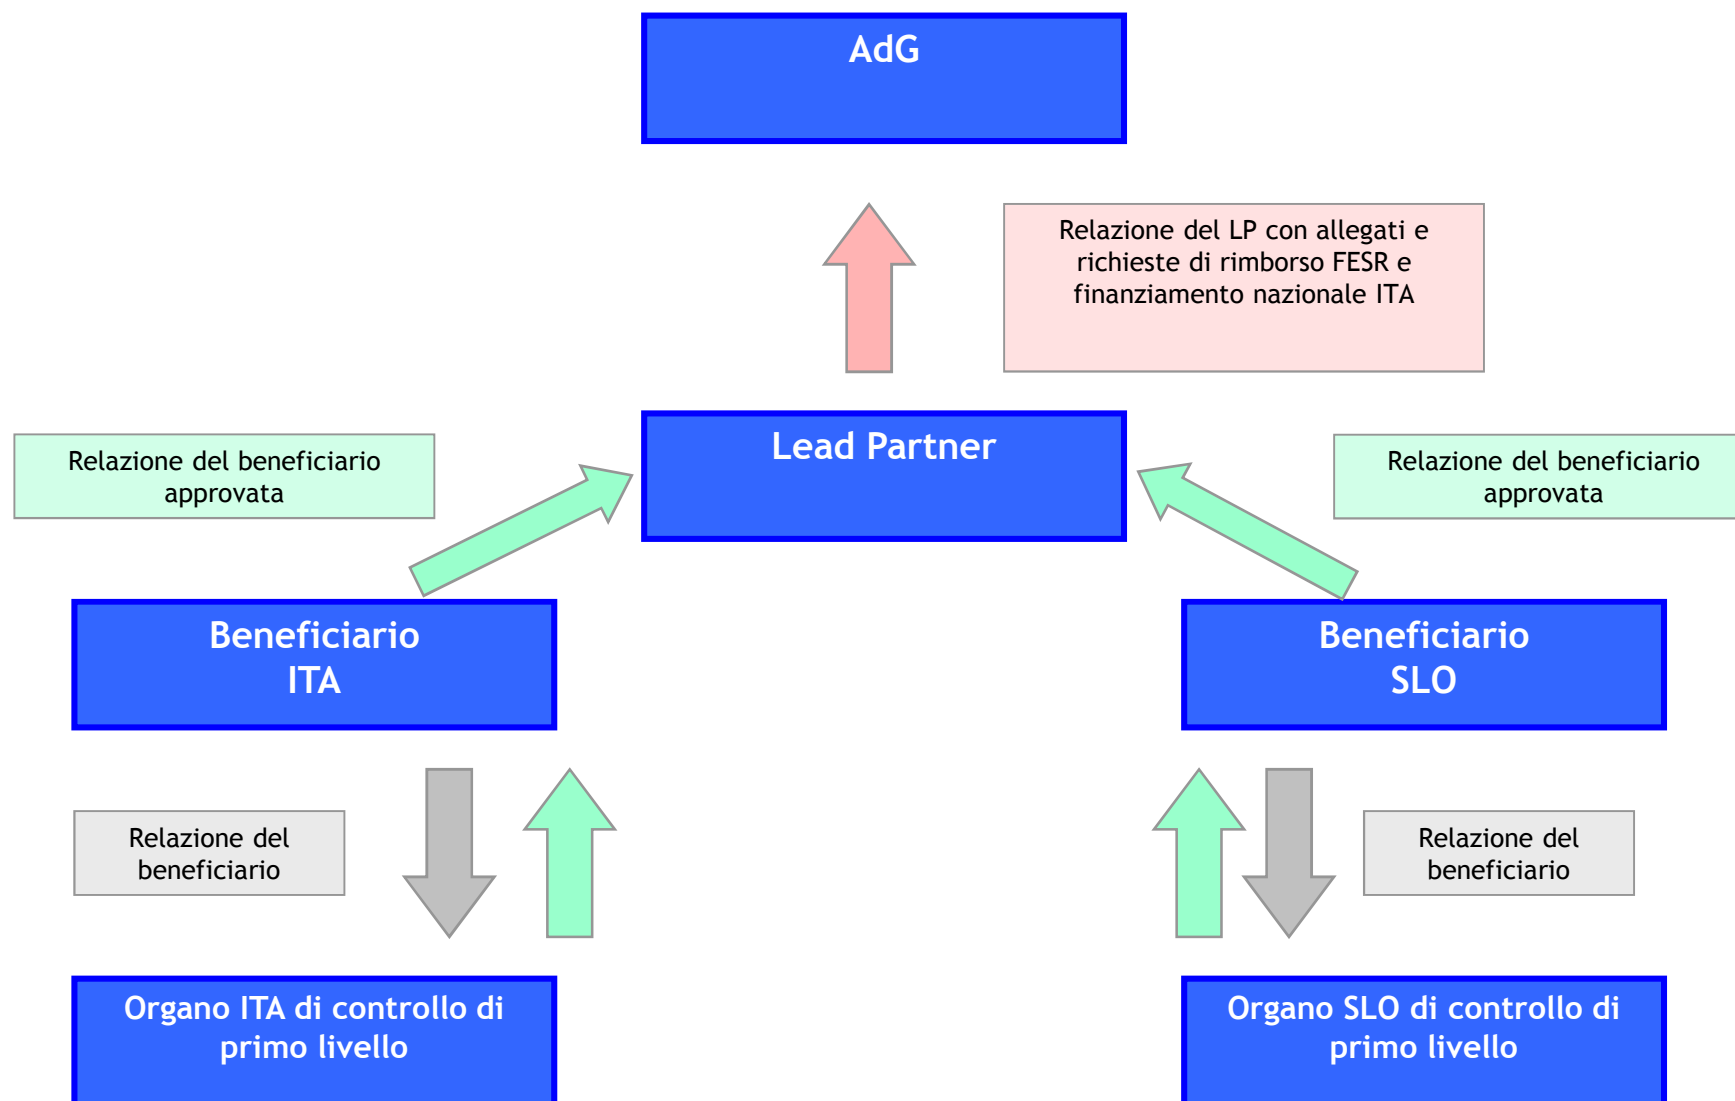 AdG
Relazione del LP con allegati e
richieste di rimborso FESR e
finanziamento nazionale ITA
Lead Partner
Relazione del beneficiario
approvata
Relazione del beneficiario
approvata
Beneficiario
ITA
Beneficiario
SLO
Relazione del
beneficiario
Relazione del
beneficiario
Organo ITA di controllo di
primo livello
Organo SLO di controllo di
primo livello